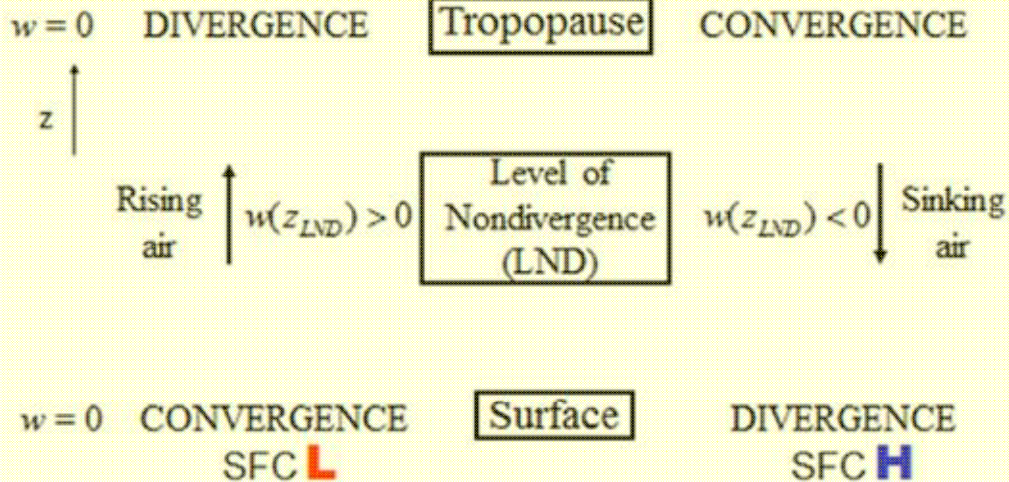 w = 0 DIVERGENCE Tropopause CONVERGENCE
z
Rising air
w(z_LND) > 0
Level of
Nondivergence
(LND)
w(z_LND) < 0
Sinking air
w = 0 CONVERGENCE Surface DIVERGENCE
SFC L SFC H